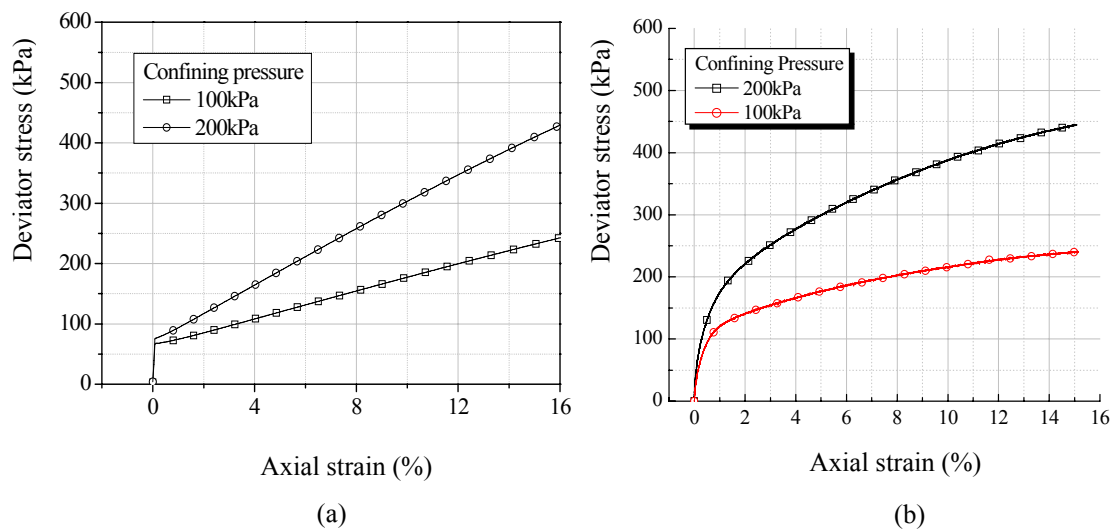 600
500
400
300
200
100
0
Deviator stress (kPa)
Confining pressure
100kPa
200kPa
0 4 8 12 16
Axial strain (%)
(a)
600
500
400
300
200
100
0
Deviator stress (kPa)
Confining Pressure
200kPa
100kPa
0 2 4 6 8 10 12 14 16
Axial strain (%)
(b)